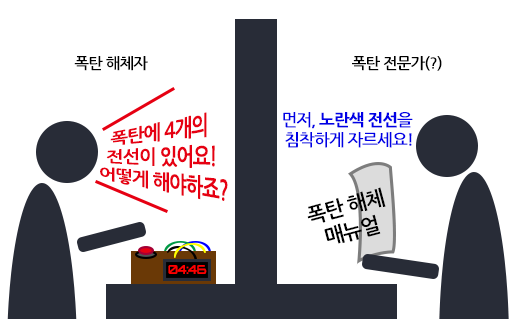 폭탄 해체자
폭탄에 4개의
전선이 있어요!
어떻게 해야하죠?
04:45
폭탄 전문가(?)
먼저, 노란색 전선을
침착하게 자르세요!
폭탄 해체
매뉴얼